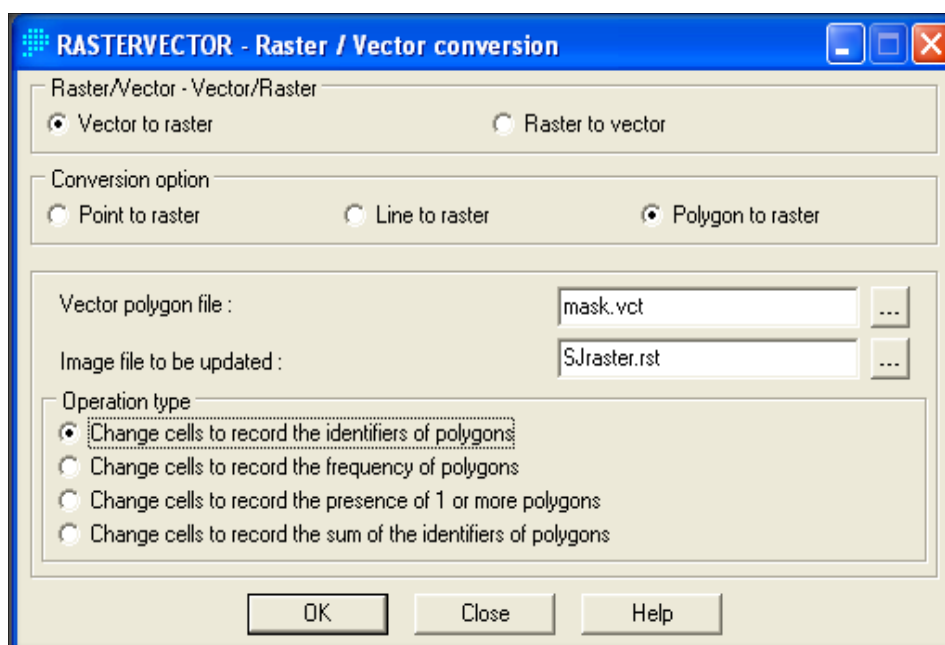 RASTERVECTOR - Raster / Vector conversion
Raster/Vector - Vector/Raster
Vector to raster Raster to vector
Conversion option
Point to raster Line to raster Polygon to raster
Vector polygon file : mask.vct ...
Image file to be updated : SJraster.rst ...
Operation type
Change cells to record the identifiers of polygons
Change cells to record the frequency of polygons
Change cells to record the presence of 1 or more polygons
Change cells to record the sum of the identifiers of polygons
OK Close Help